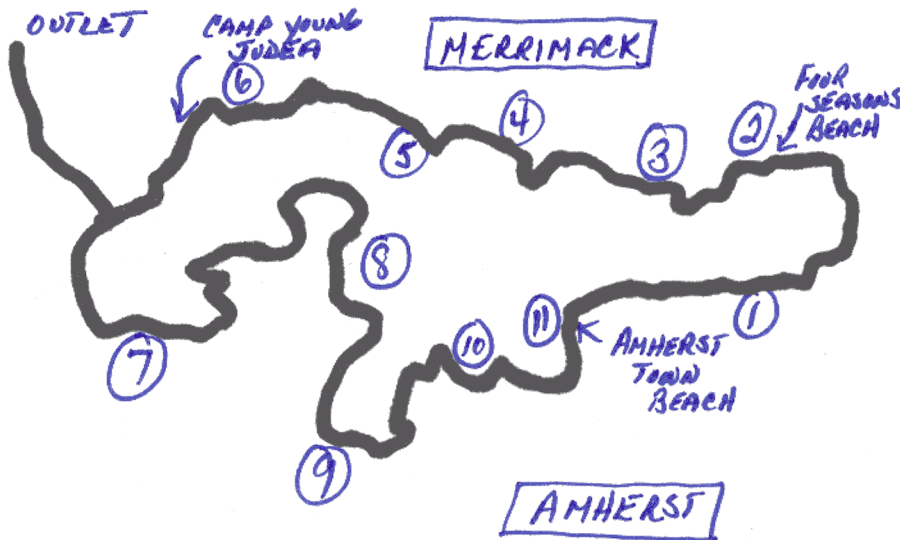 OUTLET
CAMP YOUNG
JUDEA
MERRIMACK
6
FOUR
SEASONS
BEACH
2
4
5
3
8
11
1
10
AMHERST
TOWN
BEACH
7
9
AMHERST